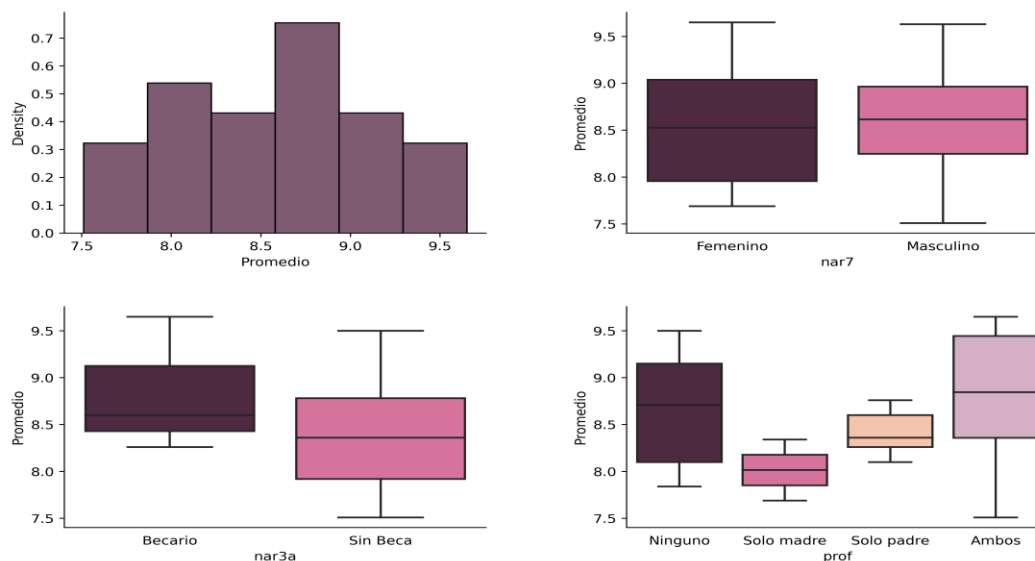 Density
0.7
0.6
0.5
0.4
0.3
0.2
0.1
0.0
7.5 8.0 8.5 9.0 9.5
Promedio
Promedio
9.5
9.0
8.5
8.0
7.5
Femenino Masculino
nar7
Promedio
9.5
9.0
8.5
8.0
7.5
Becario Sin Beca
nar3a
Promedio
9.5
9.0
8.5
8.0
7.5
Ninguno Solo madre Solo padre Ambos
prof